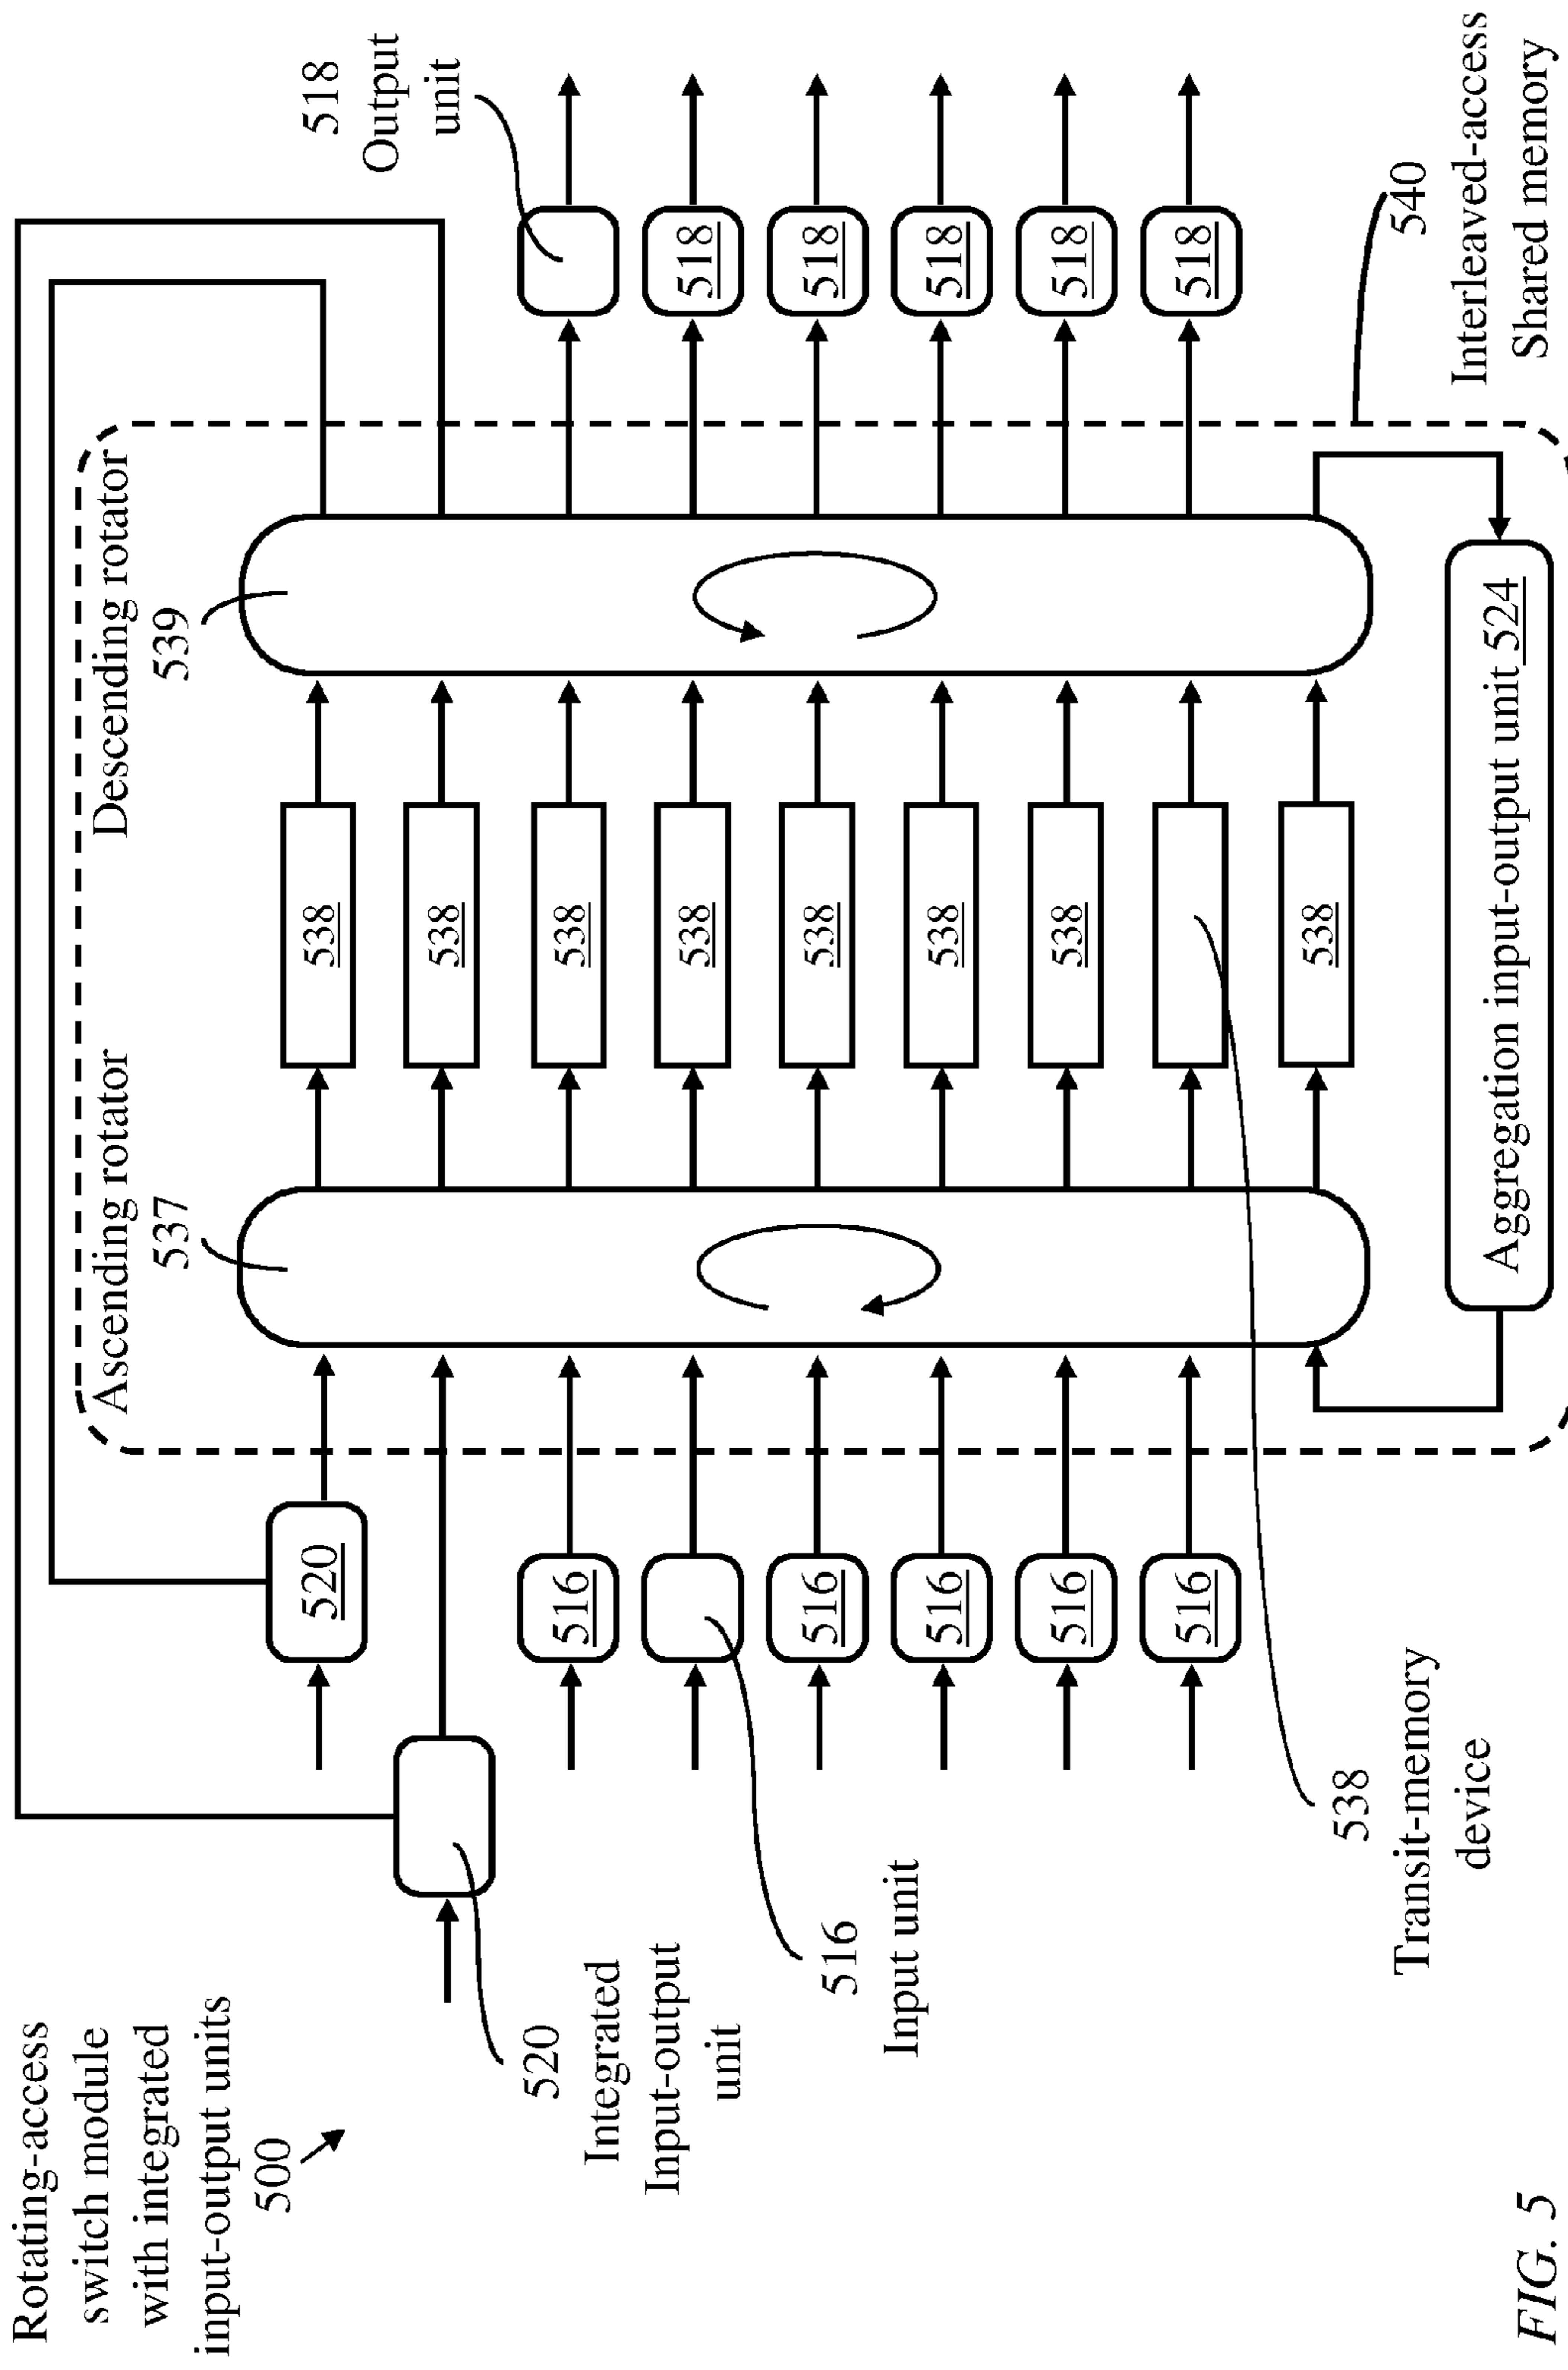 Rotating-access
switch module
with integrated
input-output units
500
Ascending rotator
537
Descending rotator
539
518
Output
unit
520
538
518
538
518
538
518
538
518
538
518
538
538
538
516
516
516
516
516
520
Integrated
Input-output
unit
516
Input unit
538
Transit-memory
device
540
Interleaved-access
Shared memory
Aggregation input-output unit 524
FIG. 5